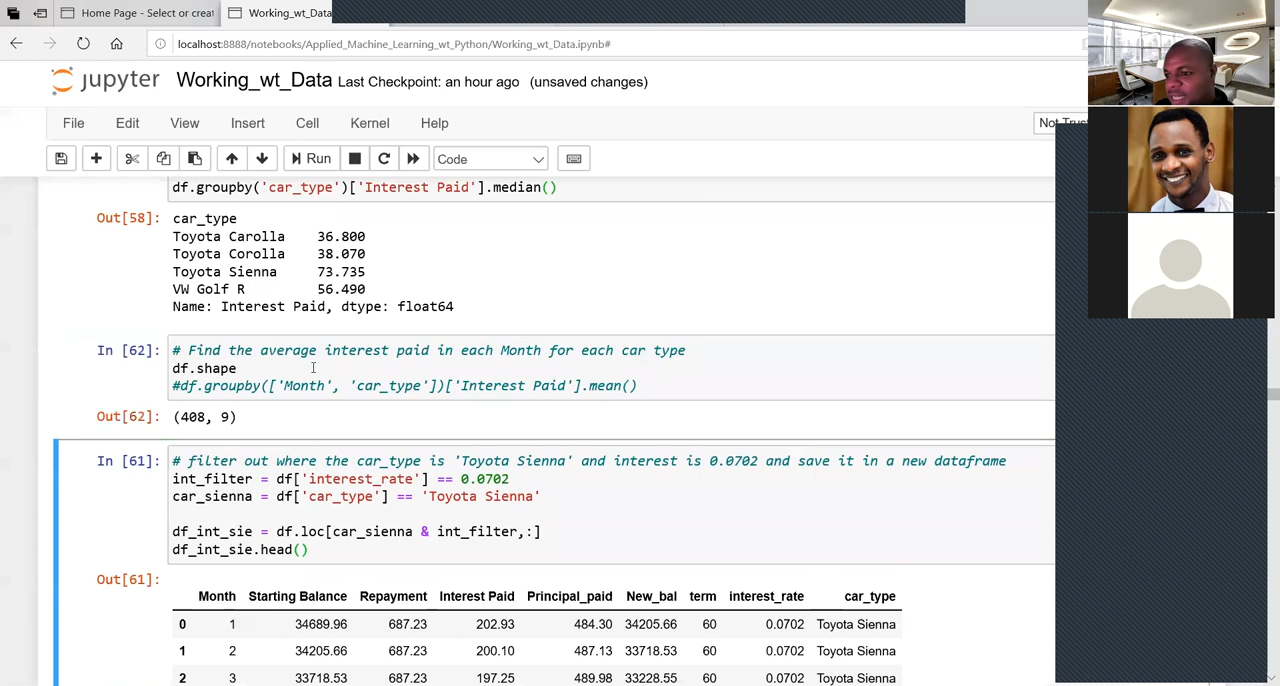 Home Page - Select or creat
Working_wt_Data
localhost:8888/notebooks/Applied_Machine_Learning_wt_Python/Working_wt_Data.ipynb#
jupyter Working_wt_Data Last Checkpoint: an hour ago (unsaved changes)
File Edit View Insert Cell Kernel Help
Not Trust
Run Code
df.groupby('car_type')['Interest Paid'].median()
Out[58]: car_type
Toyota Carolla 36.800
Toyota Corolla 38.070
Toyota Sienna 73.735
VW Golf R 56.490
Name: Interest Paid, dtype: float64
In [62] # Find the average interest paid in each Month for each car type
df.shape
#df.groupby(['Month', 'car_type'])['Interest Paid'].mean()
Out[62]: (408, 9)
In [61] # filter out where the car_type is 'Toyota Sienna' and interest is 0.0702 and save it in a new dataframe
int_filter = df['interest_rate'] == 0.0702
car_sienna = df['car_type'] == 'Toyota Sienna'
df_int_sie = df.loc[car_sienna & int_filter,:]
df_int_sie.head()
Out[61]:
Month Starting Balance Repayment Interest Paid Principal_paid New_bal term interest_rate car_type
0 1 34689.96 687.23 202.93 484.30 34205.66 60 0.0702 Toyota Sienna
1 2 34205.66 687.23 200.10 487.13 33718.53 60 0.0702 Toyota Sienna
2 3 33718.53 687.23 197.25 489.98 33228.55 60 0.0702 Toyota Sienna